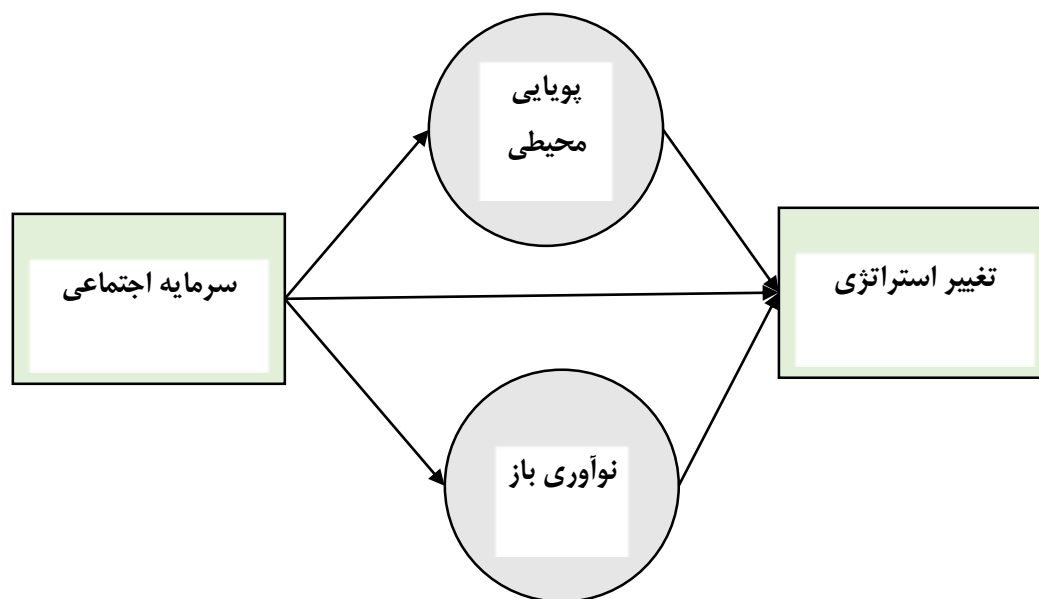 پویایی
محیطی
سرمایه اجتماعی
تغییر استراتژی
نوآوری باز